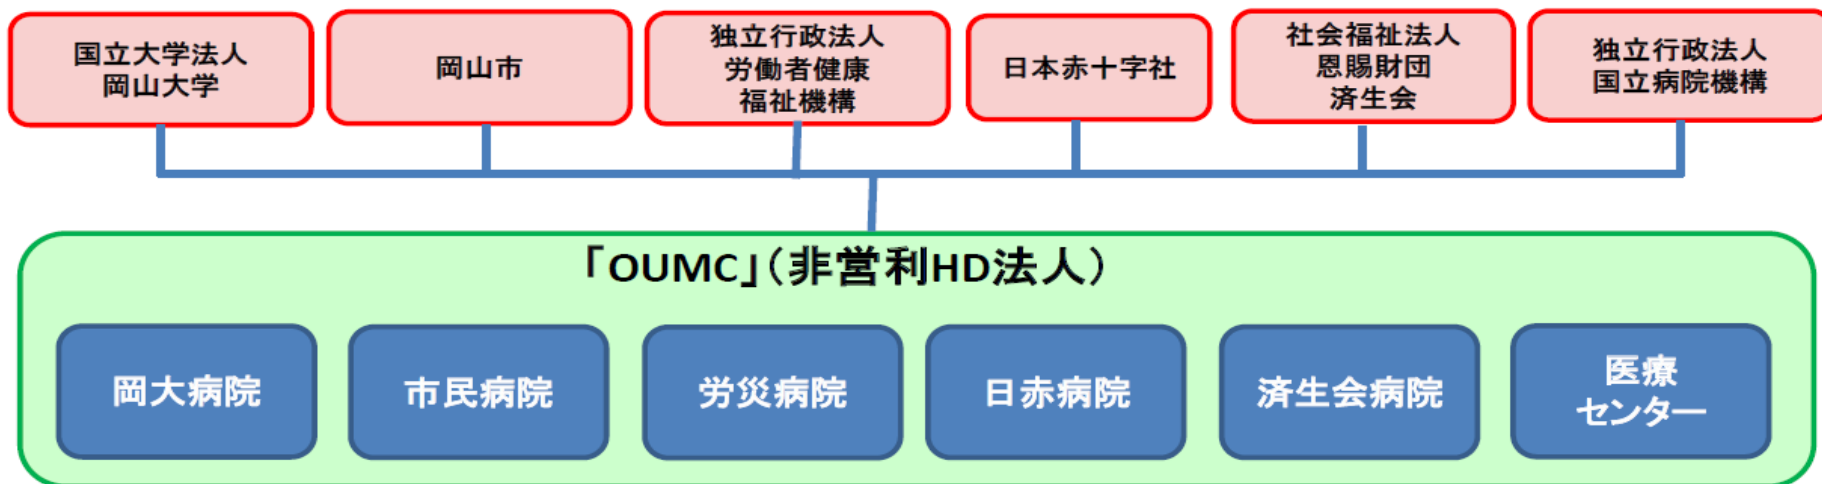 国立大学法人
岡山大学
岡山市
独立行政法人
労働者健康
福祉機構
日本赤十字社
社会福祉法人
恩賜財団
済生会
独立行政法人
国立病院機構
「OUMC」(非営利HD法人)
岡大病院
市民病院
労災病院
日赤病院
済生会病院
医療
センター